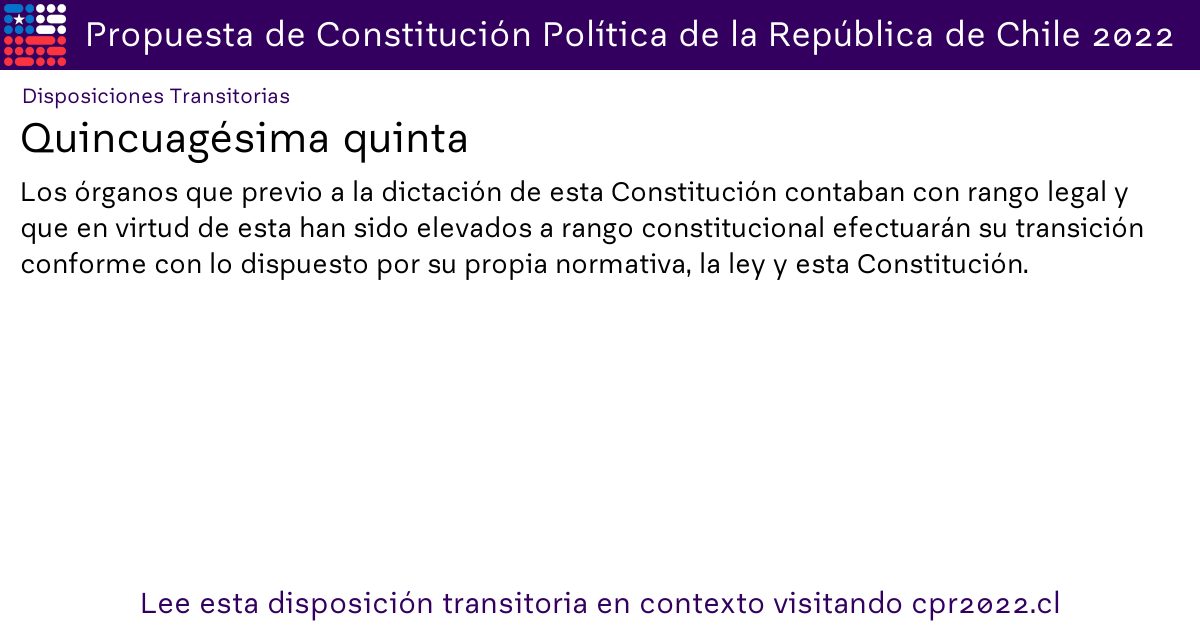 Propuesta de Constitución Política de la República de Chile 2022
Disposiciones Transitorias
Quincuagésima quinta
Los órganos que previo a la dictación de esta Constitución contaban con rango legal y
que en virtud de esta han sido elevados a rango constitucional efectuarán su transición
conforme con lo dispuesto por su propia normativa, la ley y esta Constitución.
Lee esta disposición transitoria en contexto visitando cpr2022.cl